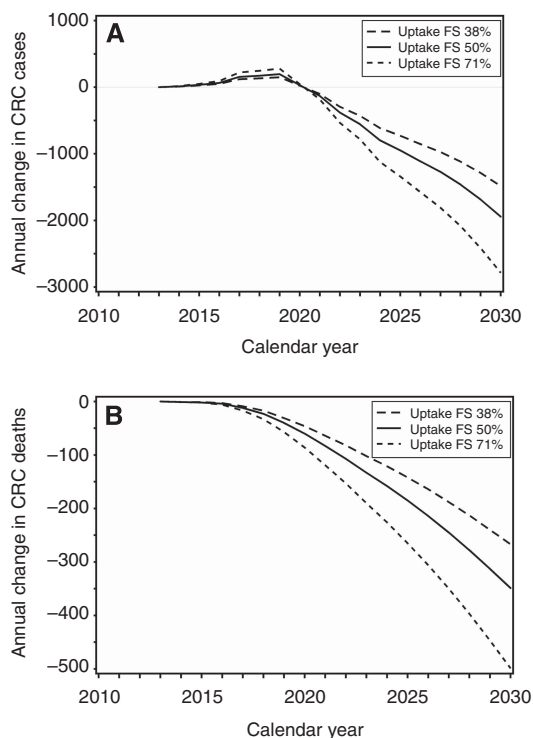 A
1000
0
–1000
–2000
–3000
Annual change in CRC cases
Uptake FS 38%
Uptake FS 50%
Uptake FS 71%
2010 2015 2020 2025 2030
Calendar year
B
0
–100
–200
–300
–400
–500
Annual change in CRC deaths
Uptake FS 38%
Uptake FS 50%
Uptake FS 71%
2010 2015 2020 2025 2030
Calendar year